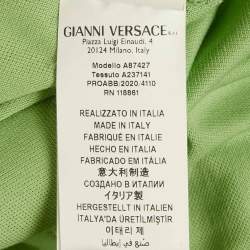 GIANNI VERSACE S.r.l.
Piazza Luigi Einaudi, 4
20124 Milano, Italy
Modello A87427
Tessuto A237141
PROABB/2020/4110
RN 118861
REALIZZATO IN ITALIA
MADE IN ITALY
FABRIQUÉ EN ITALIE
HECHO EN ITALIA
FABRICADO EM ITÁLIA
意大利制造
СОЗДАНО В ИТАЛИИ
イタリア製
HERGESTELLT IN ITALIEN
İTALYA'DA ÜRETİLMİŞTİR
이태리 제
صنع في إيطاليا